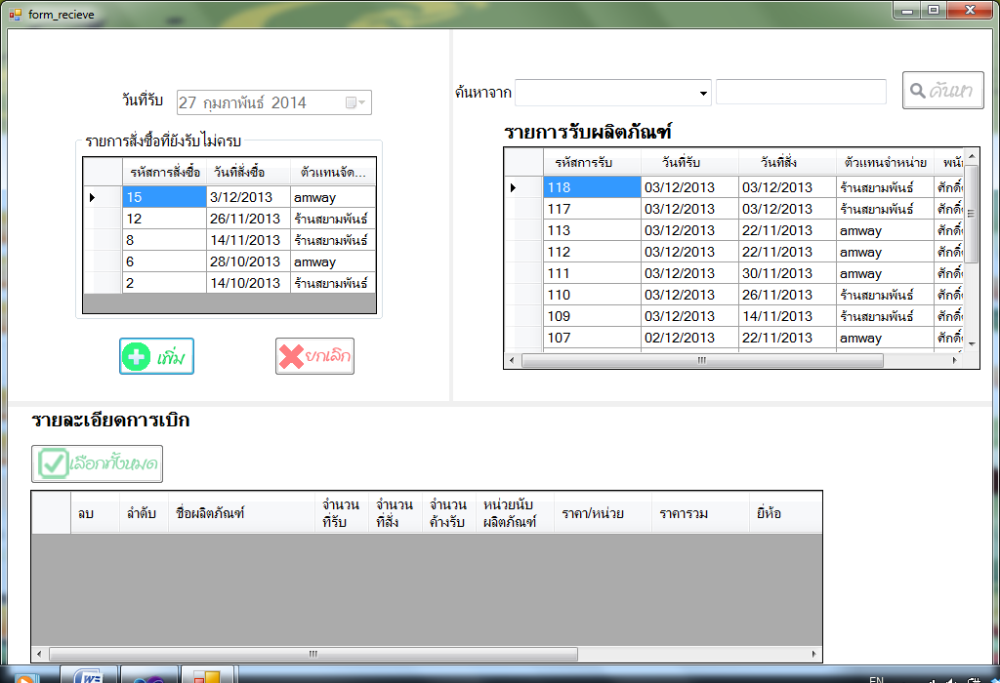 form_recieve
วันที่รับ 27 กุมภาพันธ์ 2014
รายการสั่งซื้อที่ยังรับไม่ครบ
รหัสการสั่งซื้อ วันที่สั่งซื้อ ตัวแทนจัด...
15 3/12/2013 amway
12 26/11/2013 ร้านสยามพันธ์
8 14/11/2013 ร้านสยามพันธ์
6 28/10/2013 amway
2 14/10/2013 ร้านสยามพันธ์
เพิ่ม ยกเลิก
ค้นหาจาก ค้นหา
รายการรับผลิตภัณฑ์
รหัสการรับ วันที่รับ วันที่สั่ง ตัวแทนจำหน่าย
118 03/12/2013 03/12/2013 ร้านสยามพันธ์ ศักดิ์
117 03/12/2013 03/12/2013 ร้านสยามพันธ์ ศักดิ์
113 03/12/2013 22/11/2013 amway ศักดิ์
112 03/12/2013 22/11/2013 amway ศักดิ์
111 03/12/2013 30/11/2013 amway ศักดิ์
110 03/12/2013 26/11/2013 ร้านสยามพันธ์ ศักดิ์
109 03/12/2013 14/11/2013 ร้านสยามพันธ์ ศักดิ์
107 02/12/2013 22/11/2013 amway ศักดิ์
รายละเอียดการเบิก
เลือกทั้งหมด
ลบ ลำดับ ชื่อผลิตภัณฑ์ จำนวนที่รับ จำนวนที่สั่ง จำนวนค้างรับ หน่วยนับผลิตภัณฑ์ ราคา/หน่วย ราคารวม ยี่ห้อ
EN